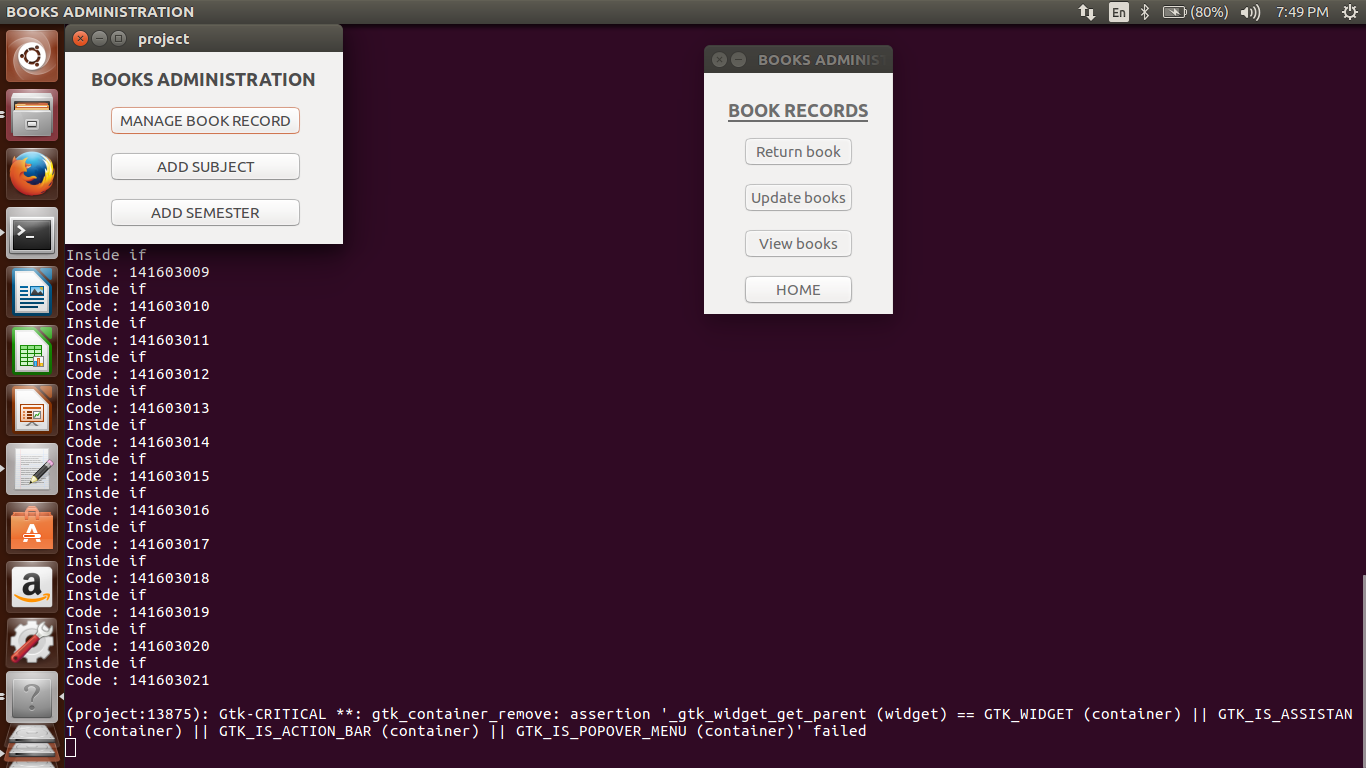 BOOKS ADMINISTRATION
En
(80%)
7:49 PM
project
BOOKS ADMINISTRATION
MANAGE BOOK RECORD
ADD SUBJECT
ADD SEMESTER
BOOKS ADMINIST
BOOK RECORDS
Return book
Update books
View books
HOME
Inside if
Code : 141603009
Inside if
Code : 141603010
Inside if
Code : 141603011
Inside if
Code : 141603012
Inside if
Code : 141603013
Inside if
Code : 141603014
Inside if
Code : 141603015
Inside if
Code : 141603016
Inside if
Code : 141603017
Inside if
Code : 141603018
Inside if
Code : 141603019
Inside if
Code : 141603020
Inside if
Code : 141603021
(project:13875): Gtk-CRITICAL **: gtk_container_remove: assertion '_gtk_widget_get_parent (widget) == GTK_WIDGET (container) || GTK_IS_ASSISTAN
T (container) || GTK_IS_ACTION_BAR (container) || GTK_IS_POPOVER_MENU (container)' failed